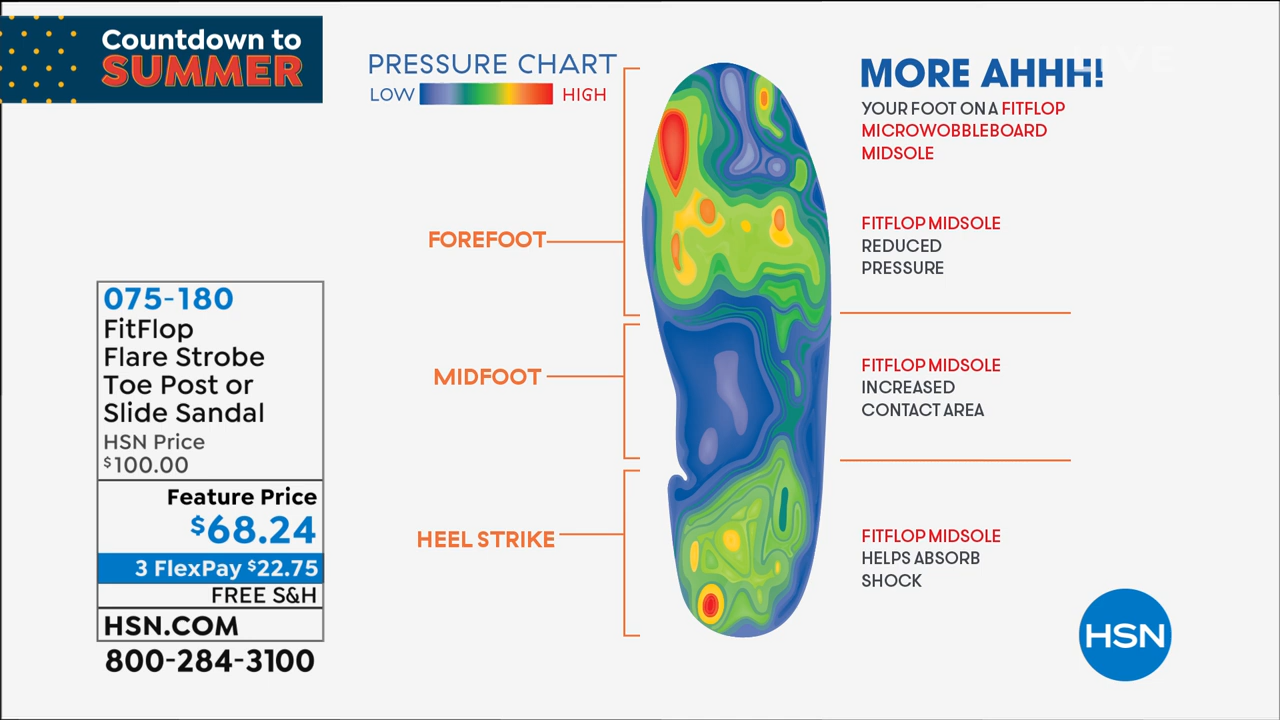 Countdown to
SUMMER
PRESSURE CHART
LOW HIGH
LIVE
MORE AHHH!
YOUR FOOT ON A FITFLOP
MICROWOBBLEBOARD
MIDSOLE
FOREFOOT
FITFLOP MIDSOLE
REDUCED
PRESSURE
MIDFOOT
FITFLOP MIDSOLE
INCREASED
CONTACT AREA
HEEL STRIKE
FITFLOP MIDSOLE
HELPS ABSORB
SHOCK
075-180
FitFlop
Flare Strobe
Toe Post or
Slide Sandal
HSN Price
$100.00
Feature Price
$68.24
3 FlexPay $22.75
FREE S&H
HSN.COM
800-284-3100
HSN